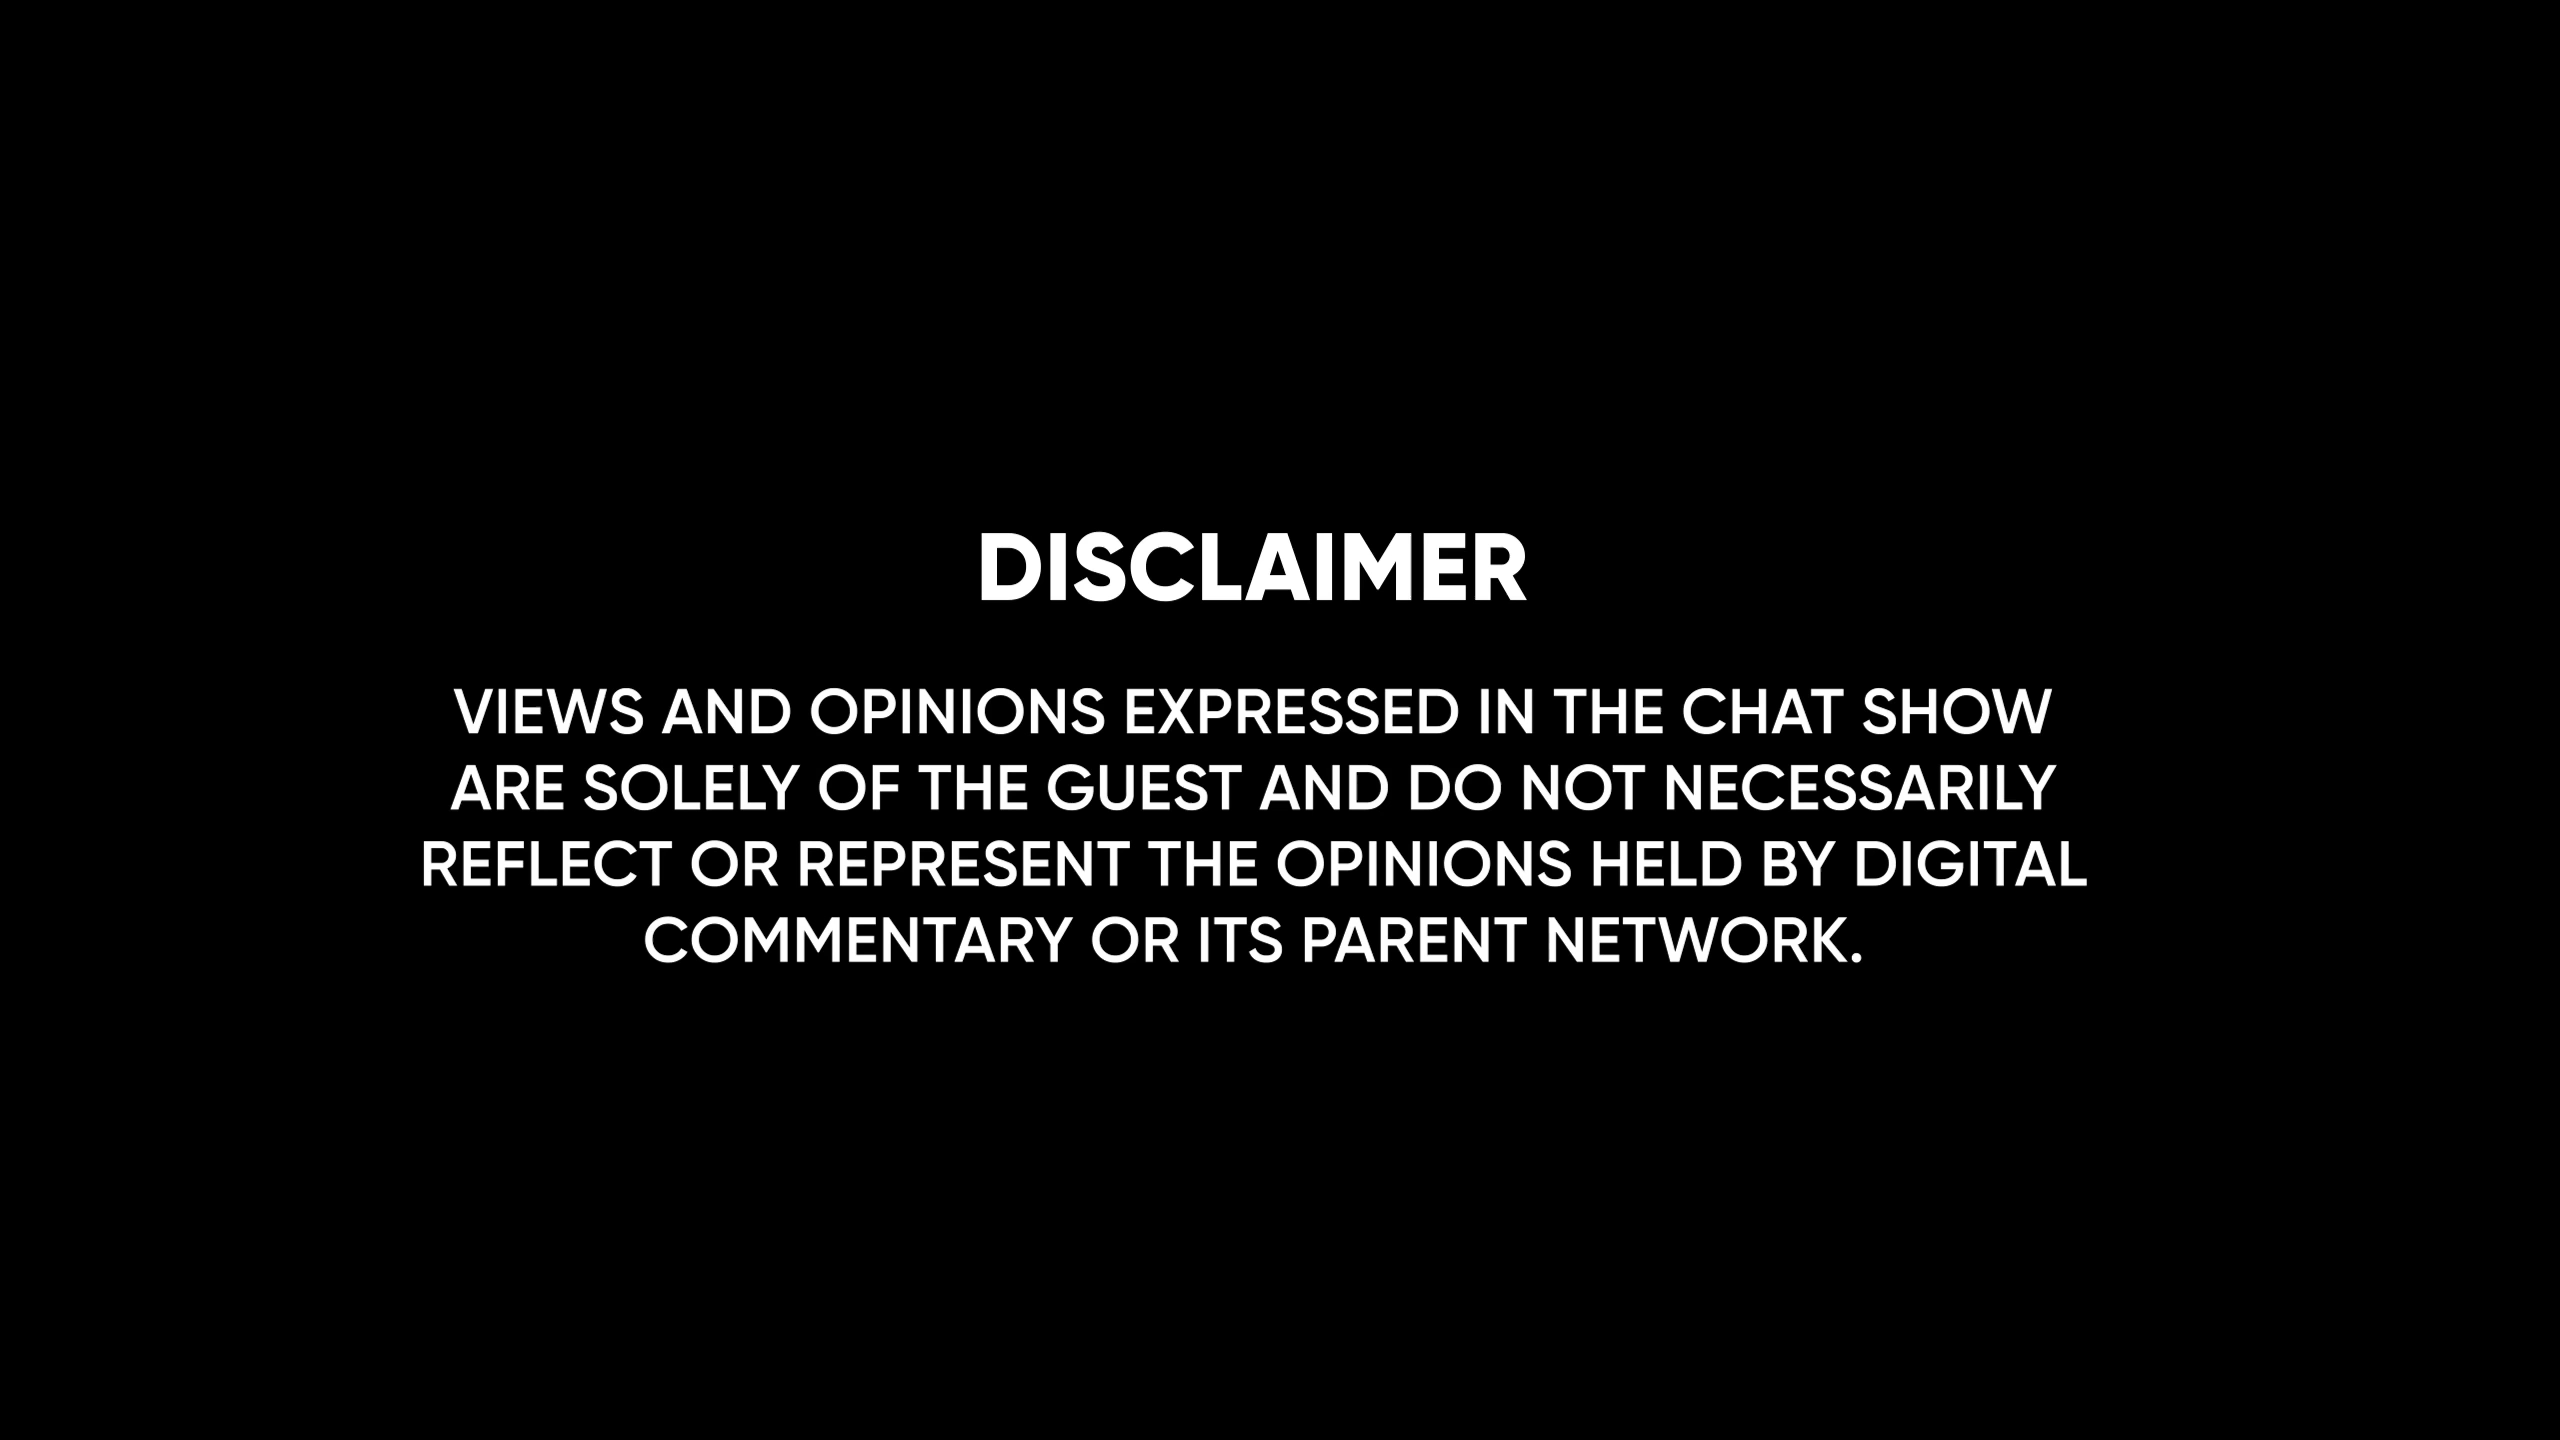 DISCLAIMER
VIEWS AND OPINIONS EXPRESSED IN THE CHAT SHOW
ARE SOLELY OF THE GUEST AND DO NOT NECESSARILY
REFLECT OR REPRESENT THE OPINIONS HELD BY DIGITAL
COMMENTARY OR ITS PARENT NETWORK.